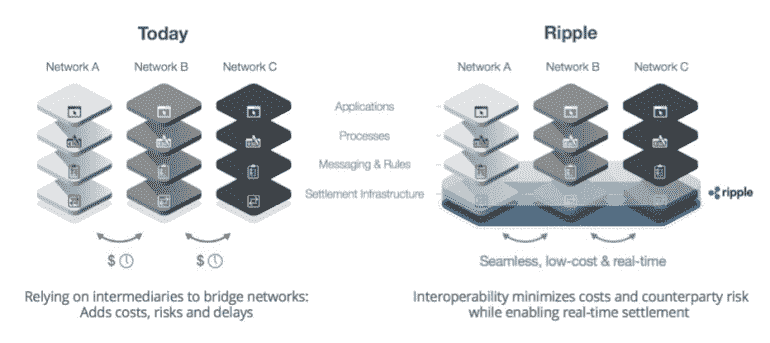 Today
Network A
Network B
Network C
$
$
Relying on intermediaries to bridge networks:
Adds costs, risks and delays
Applications
Processes
Messaging & Rules
Settlement Infrastructure
Ripple
Network A
Network B
Network C
ripple
Seamless, low-cost & real-time
Interoperability minimizes costs and counterparty risk
while enabling real-time settlement